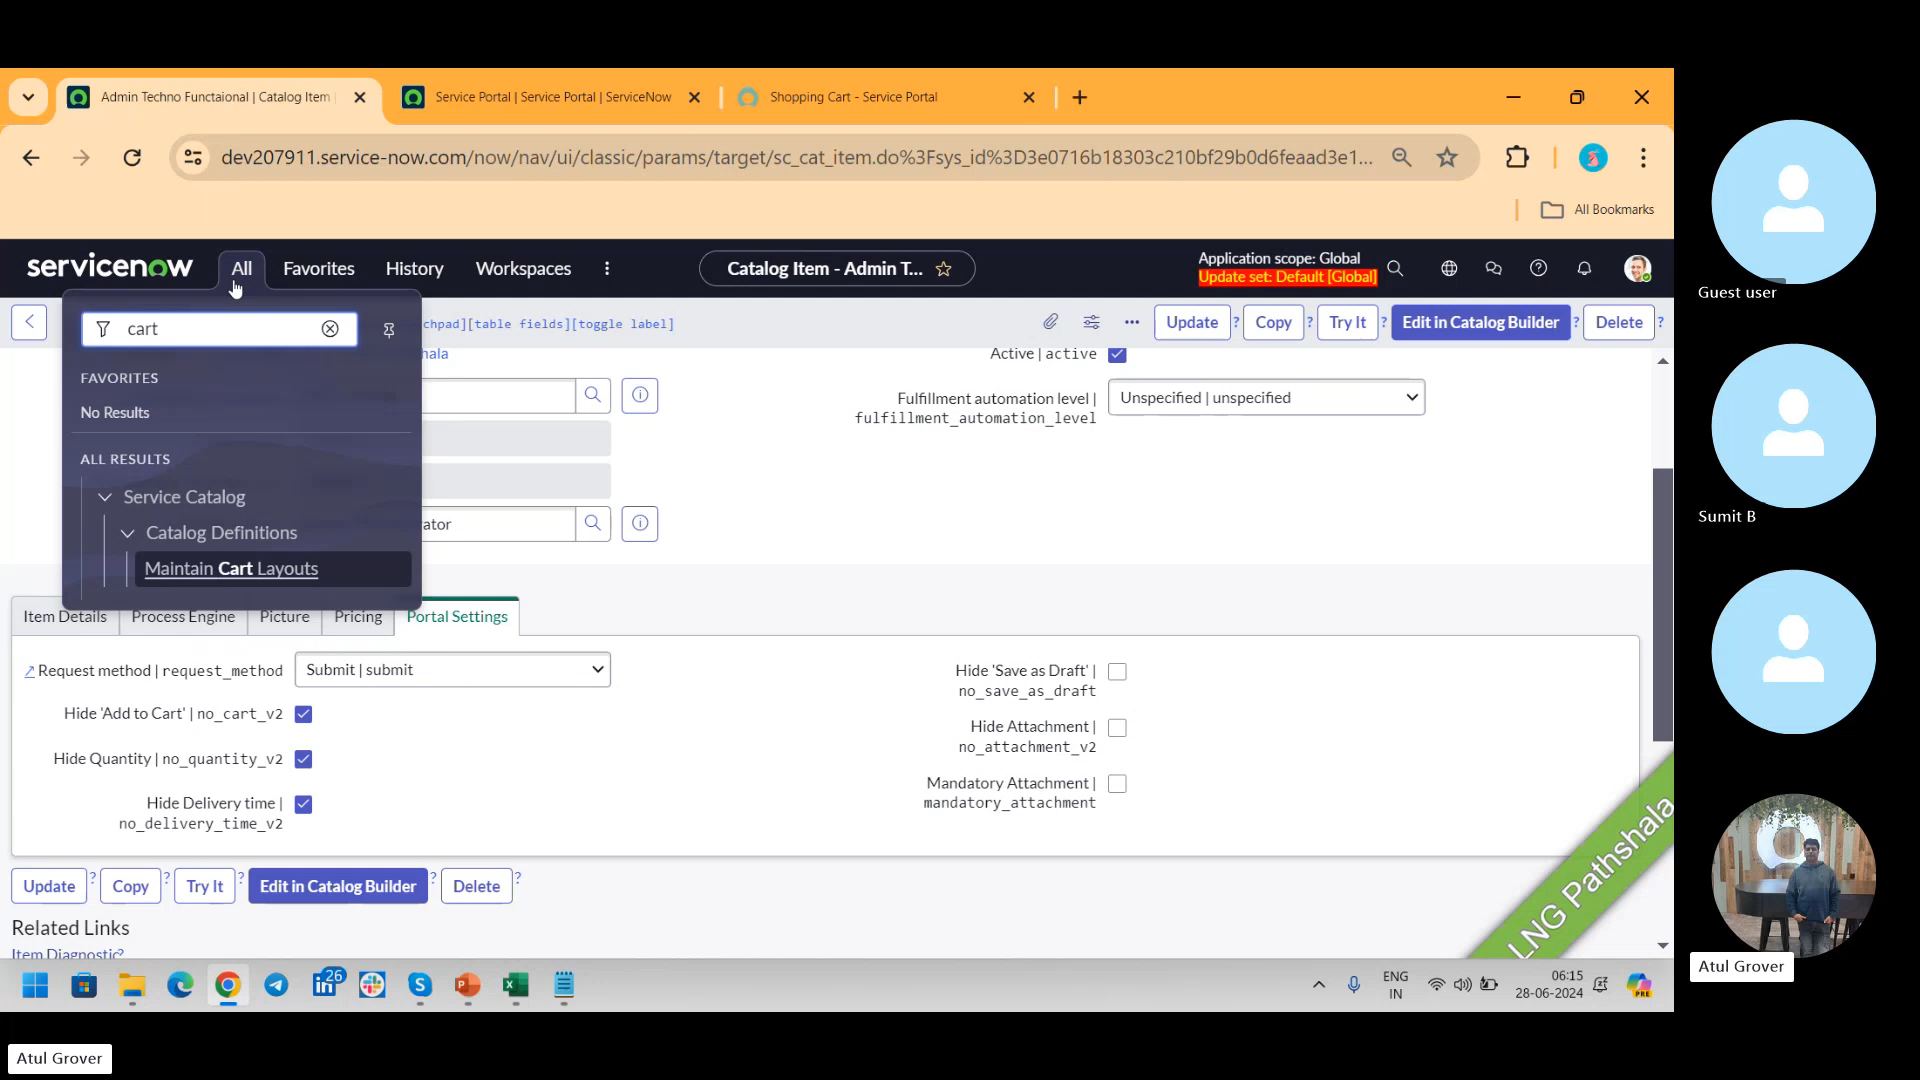 Admin Techno Functaional | Catalog Item |
Service Portal | Service Portal | ServiceNow
Shopping Cart - Service Portal
dev207911.service-now.com/now/nav/ui/classic/params/target/sc_cat_item.do%3Fsys_id%3D3e0716b18303c210bf29b0d6feaad3e1...
All Bookmarks
servicenow
All
Favorites
History
Workspaces
Catalog Item - Admin T...
Application scope: Global
Update set: Default [Global]
cart
chpad][table fields][toggle label]
Update
?
Copy
?
Try It
?
Edit in Catalog Builder
?
Delete
?
FAVORITES
No Results
ALL RESULTS
Service Catalog
Catalog Definitions
Maintain Cart Layouts
hala
ator
Active | active
Fulfillment automation level |
fulfillment_automation_level
Unspecified | unspecified
Item Details
Process Engine
Picture
Pricing
Portal Settings
Request method | request_method
Submit | submit
Hide 'Add to Cart' | no_cart_v2
Hide Quantity | no_quantity_v2
Hide Delivery time |
no_delivery_time_v2
Hide 'Save as Draft' |
no_save_as_draft
Hide Attachment |
no_attachment_v2
Mandatory Attachment |
mandatory_attachment
Update
?
Copy
?
Try It
?
Edit in Catalog Builder
?
Delete
?
Related Links
Item Diagnostic?
LNG Pathshala
26
ENG
IN
06:15
28-06-2024
PRE
Guest user
Sumit B
Atul Grover
Atul Grover